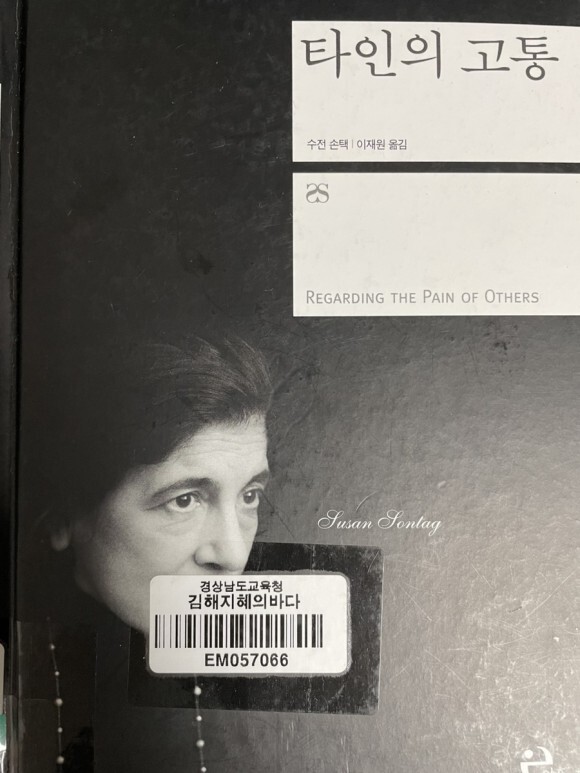 타인의 고통
수전 손택 | 이재원 옮김
REGARDING THE PAIN OF OTHERS
Susan Sontag
경상남도교육청
김해지혜의바다
EM057066